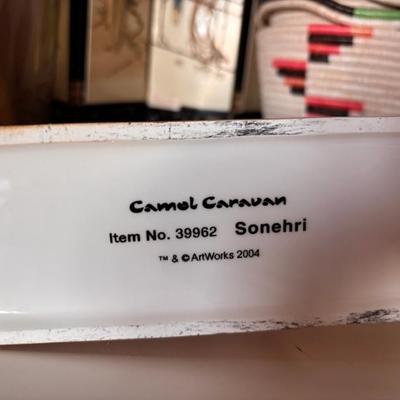 Camel Caravan
Item No. 39962 Sonehri
™ & © ArtWorks 2004